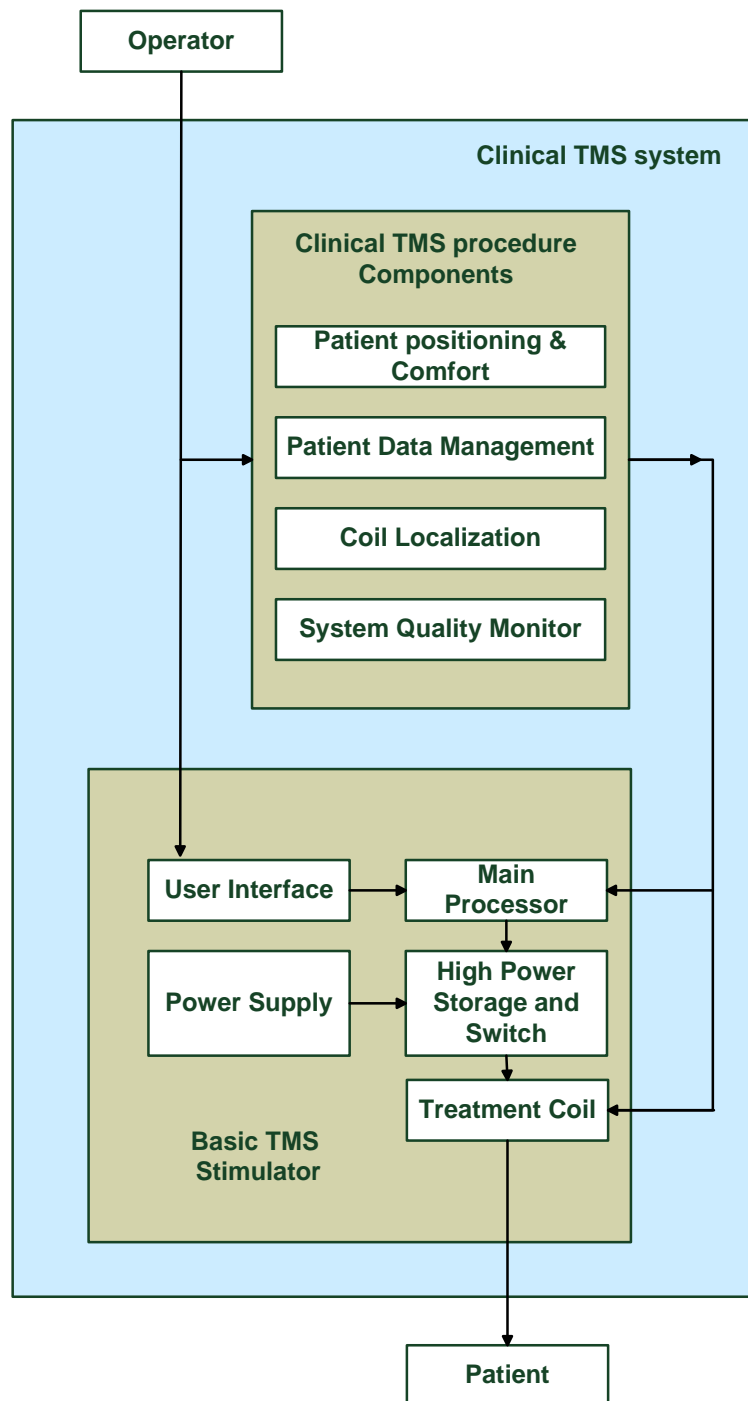 Operator
Clinical TMS system
Clinical TMS procedure
Components
Patient positioning &
Comfort
Patient Data Management
Coil Localization
System Quality Monitor
User Interface
Main
Processor
Power Supply
High Power
Storage and
Switch
Treatment Coil
Basic TMS
Stimulator
Patient